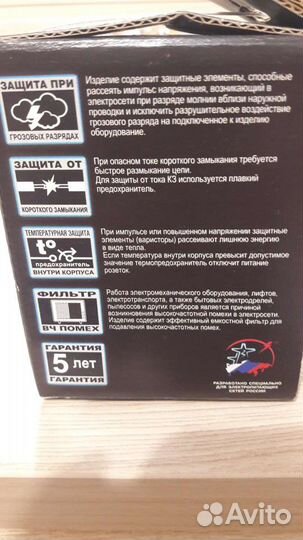 ЗАЩИТА ПРИ
ГРОЗОВЫХ РАЗРЯДАХ
Изделие содержит защитные элементы, способные
рассеять импульс напряжения, возникающий в
электросети при разряде молнии вблизи наружной
проводки и исключить разрушительное воздействие
грозового разряда на подключенное к изделию
оборудование.
ЗАЩИТА ОТ
КОРОТКОГО ЗАМЫКАНИЯ
При опасном токе короткого замыкания требуется
быстрое размыкание цепи.
Для защиты от тока КЗ используется плавкий
предохранитель.
ТЕМПЕРАТУРНАЯ ЗАЩИТА
t°
предохранитель
ВНУТРИ КОРПУСА
При импульсе или повышенном напряжении защитные
элементы (варисторы) рассеивают лишнюю энергию
в виде тепла.
Если температура внутри корпуса превысит допустимое
значение термопредохранитель отключит питание
розеток.
ФИЛЬТР
ВЧ ПОМЕХ
Работа электромеханического оборудования, лифтов,
электротранспорта, а также бытовых электродрелей,
пылесосов и других приборов является причиной
возникновения высокочастотной помехи в электросети.
Изделие содержит эффективный емкостной фильтр для
подавления высокочастотных помех.
ГАРАНТИЯ
5 лет
ГАРАНТИЯ
РАЗРАБОТАНО СПЕЦИАЛЬНО
ДЛЯ ЭЛЕКТРОПИТАЮЩИХ
СЕТЕЙ РОССИИ
Avito